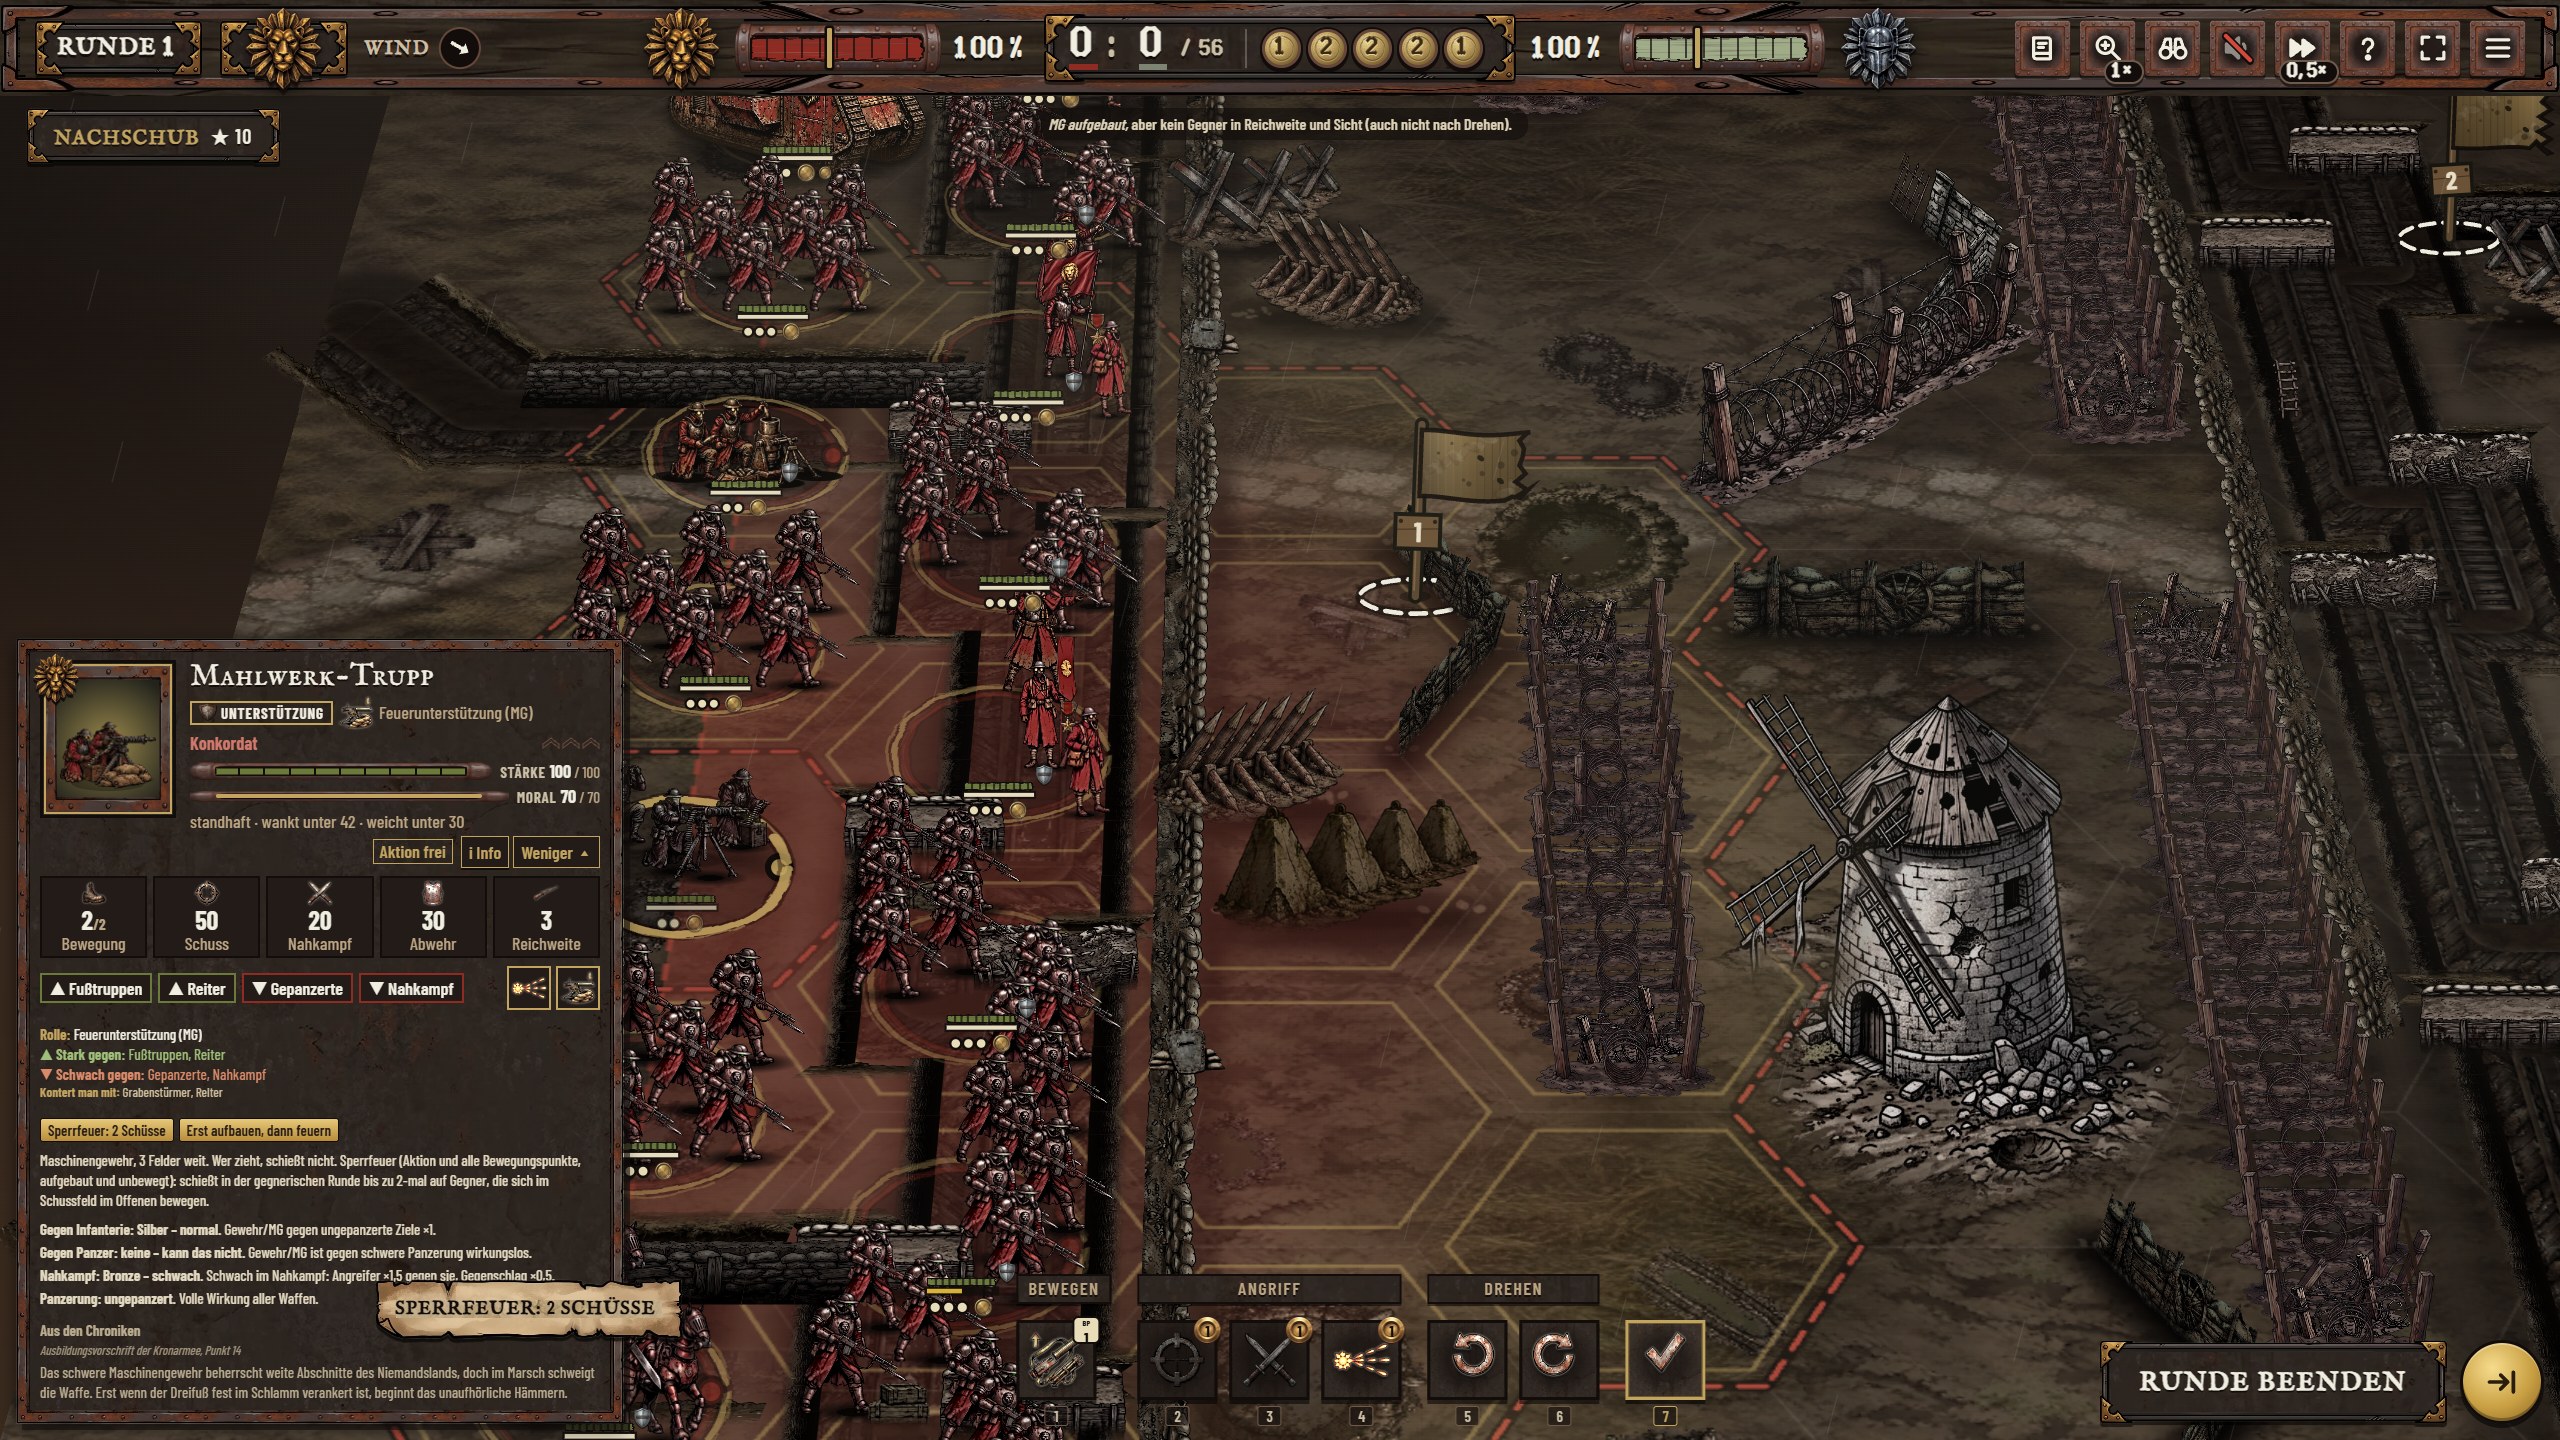 RUNDE 1
WIND
100 %
0 : 0 / 56
1 2 2 2 1
100 %
1×
0,5×
?
NACHSCHUB ★ 10
MG aufgebaut, aber kein Gegner in Reichweite und Sicht (auch nicht nach Drehen).
2
1
MAHLWERK-TRUPP
UNTERSTÜTZUNG
Feuerunterstützung (MG)
Konkordat
STÄRKE 100 / 100
MORAL 70 / 70
standhaft · wankt unter 42 · weicht unter 30
Aktion frei
i Info
Weniger ▲
2/2
Bewegung
50
Schuss
20
Nahkampf
30
Abwehr
3
Reichweite
▲ Fußtruppen
▲ Reiter
▼ Gepanzerte
▼ Nahkampf
Rolle: Feuerunterstützung (MG)
▲ Stark gegen: Fußtruppen, Reiter
▼ Schwach gegen: Gepanzerte, Nahkampf
Kontert man mit: Grabenstürmer, Reiter
Sperrfeuer: 2 Schüsse
Erst aufbauen, dann feuern
Maschinengewehr, 3 Felder weit. Wer zieht, schießt nicht. Sperrfeuer (Aktion und alle Bewegungspunkte,
aufgebaut und unbewegt): schießt in der gegnerischen Runde bis zu 2-mal auf Gegner, die sich im
Schussfeld im Offenen bewegen.
Gegen Infanterie: Silber – normal. Gewehr/MG gegen ungepanzerte Ziele ×1.
Gegen Panzer: keine – kann das nicht. Gewehr/MG ist gegen schwere Panzerung wirkungslos.
Nahkampf: Bronze – schwach. Schwach im Nahkampf: Angreifer ×1,5 gegen sie, Gegenschlag ×0,5.
Panzerung: ungepanzert. Volle Wirkung aller Waffen.
SPERRFEUER: 2 SCHÜSSE
Aus den Chroniken
Ausbildungsvorschrift der Kronarmee, Punkt 14
Das schwere Maschinengewehr beherrscht weite Abschnitte des Niemandslands, doch im Marsch schweigt
die Waffe. Erst wenn der Dreifuß fest im Schlamm verankert ist, beginnt das unaufhörliche Hämmern.
BEWEGEN
ANGRIFF
DREHEN
BP
1
1
1
1
1
2
3
4
5
6
7
RUNDE BEENDEN